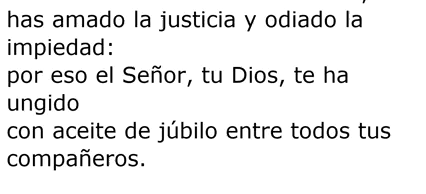 has amado la justicia y odiado la
impiedad:
por eso el Señor, tu Dios, te ha
ungido
con aceite de júbilo entre todos tus
compañeros.